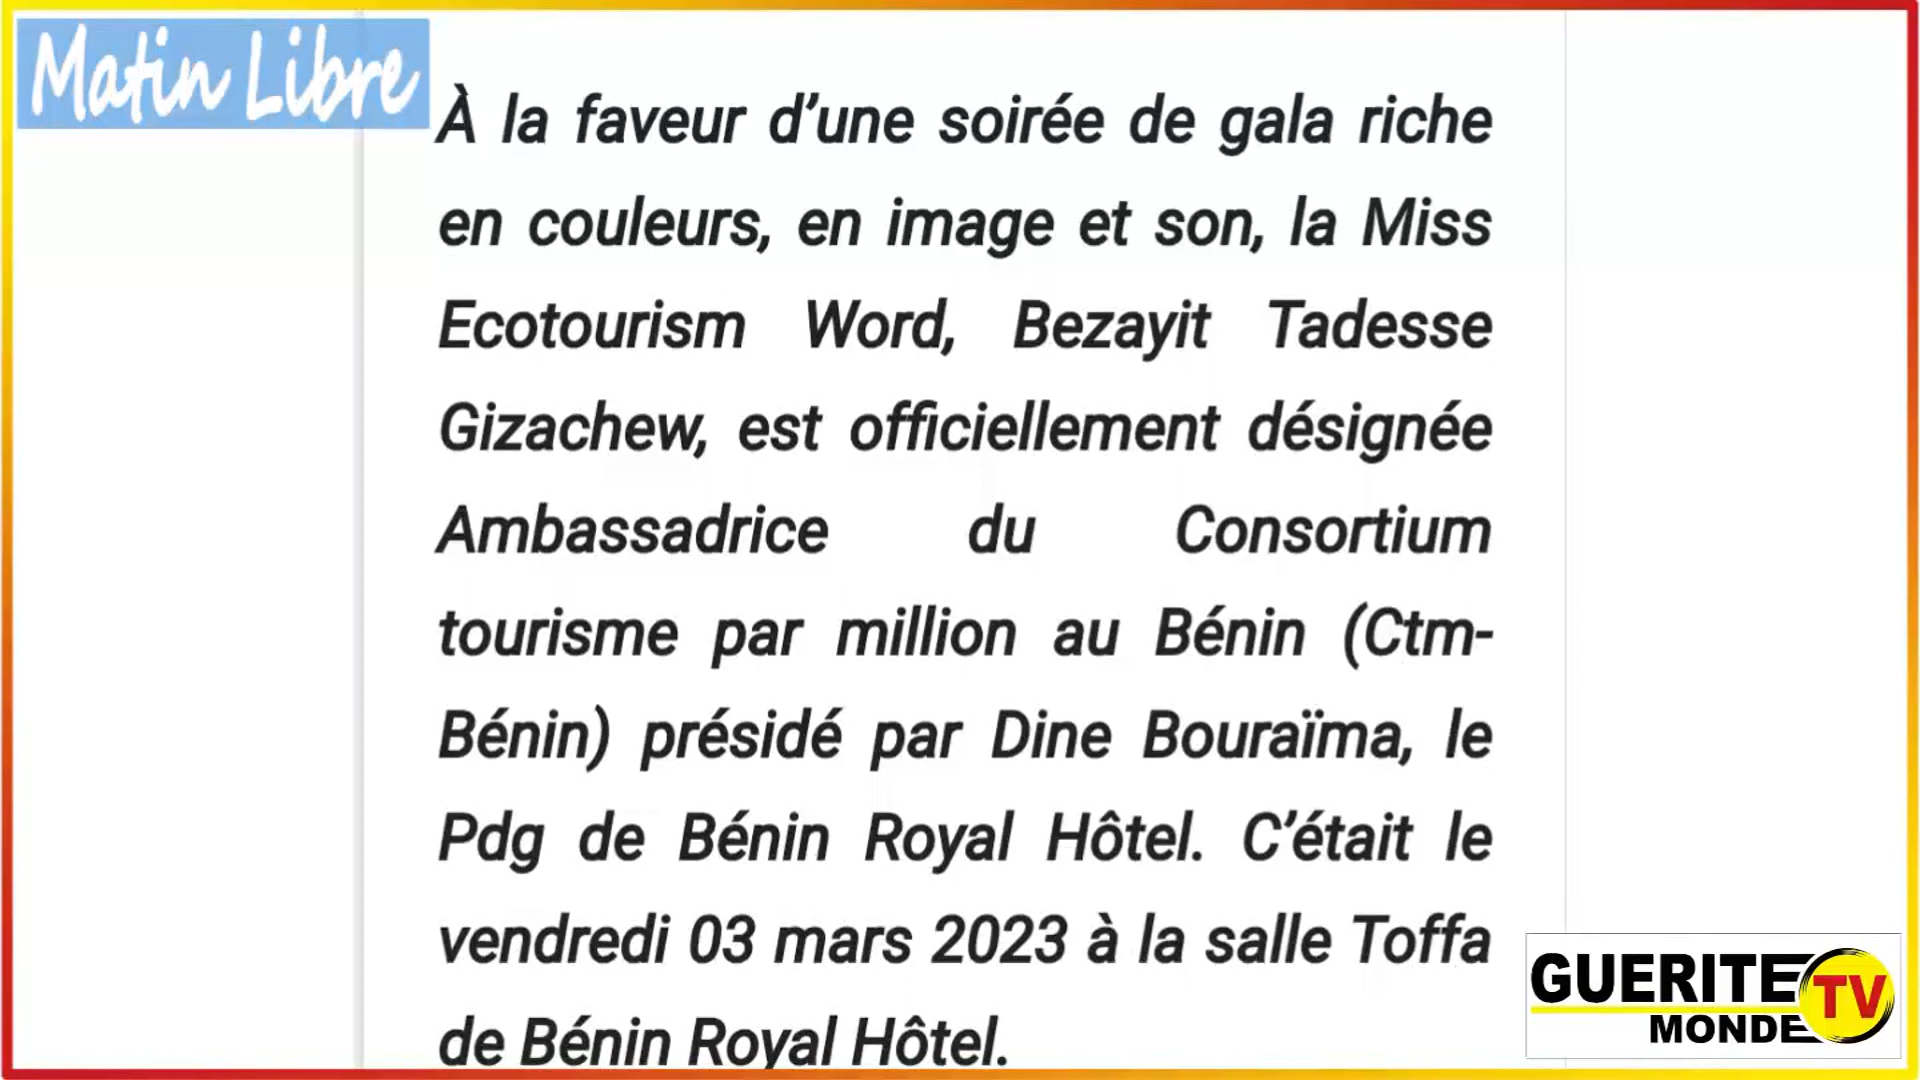 Matin Libre
À la faveur d’une soirée de gala riche
en couleurs, en image et son, la Miss
Ecotourism Word, Bezayit Tadesse
Gizachew, est officiellement désignée
Ambassadrice du Consortium
tourisme par million au Bénin (Ctm-
Bénin) présidé par Dine Bouraïma, le
Pdg de Bénin Royal Hôtel. C’était le
vendredi 03 mars 2023 à la salle Toffa
de Bénin Royal Hôtel.
GUERITE TV
MONDE